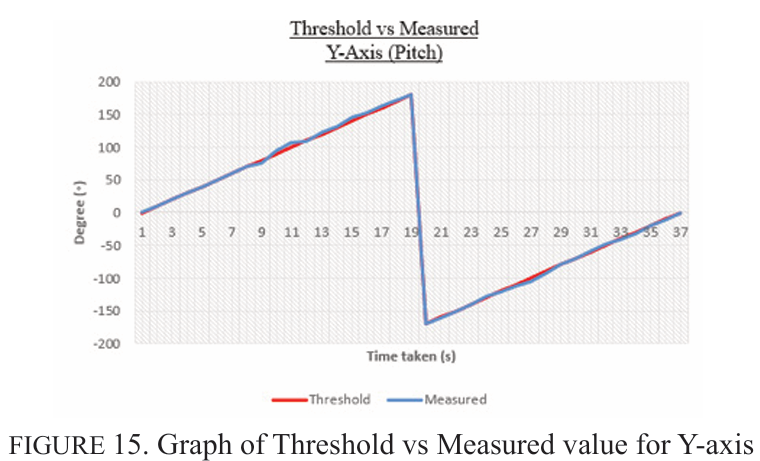 Threshold vs Measured
Y-Axis (Pitch)
200
150
100
50
0
-50
-100
-150
-200
Degree (°)
1 3 5 7 9 11 13 15 17 19 21 23 25 27 29 31 33 35 37
Time taken (s)
Threshold Measured
FIGURE 15. Graph of Threshold vs Measured value for Y-axis